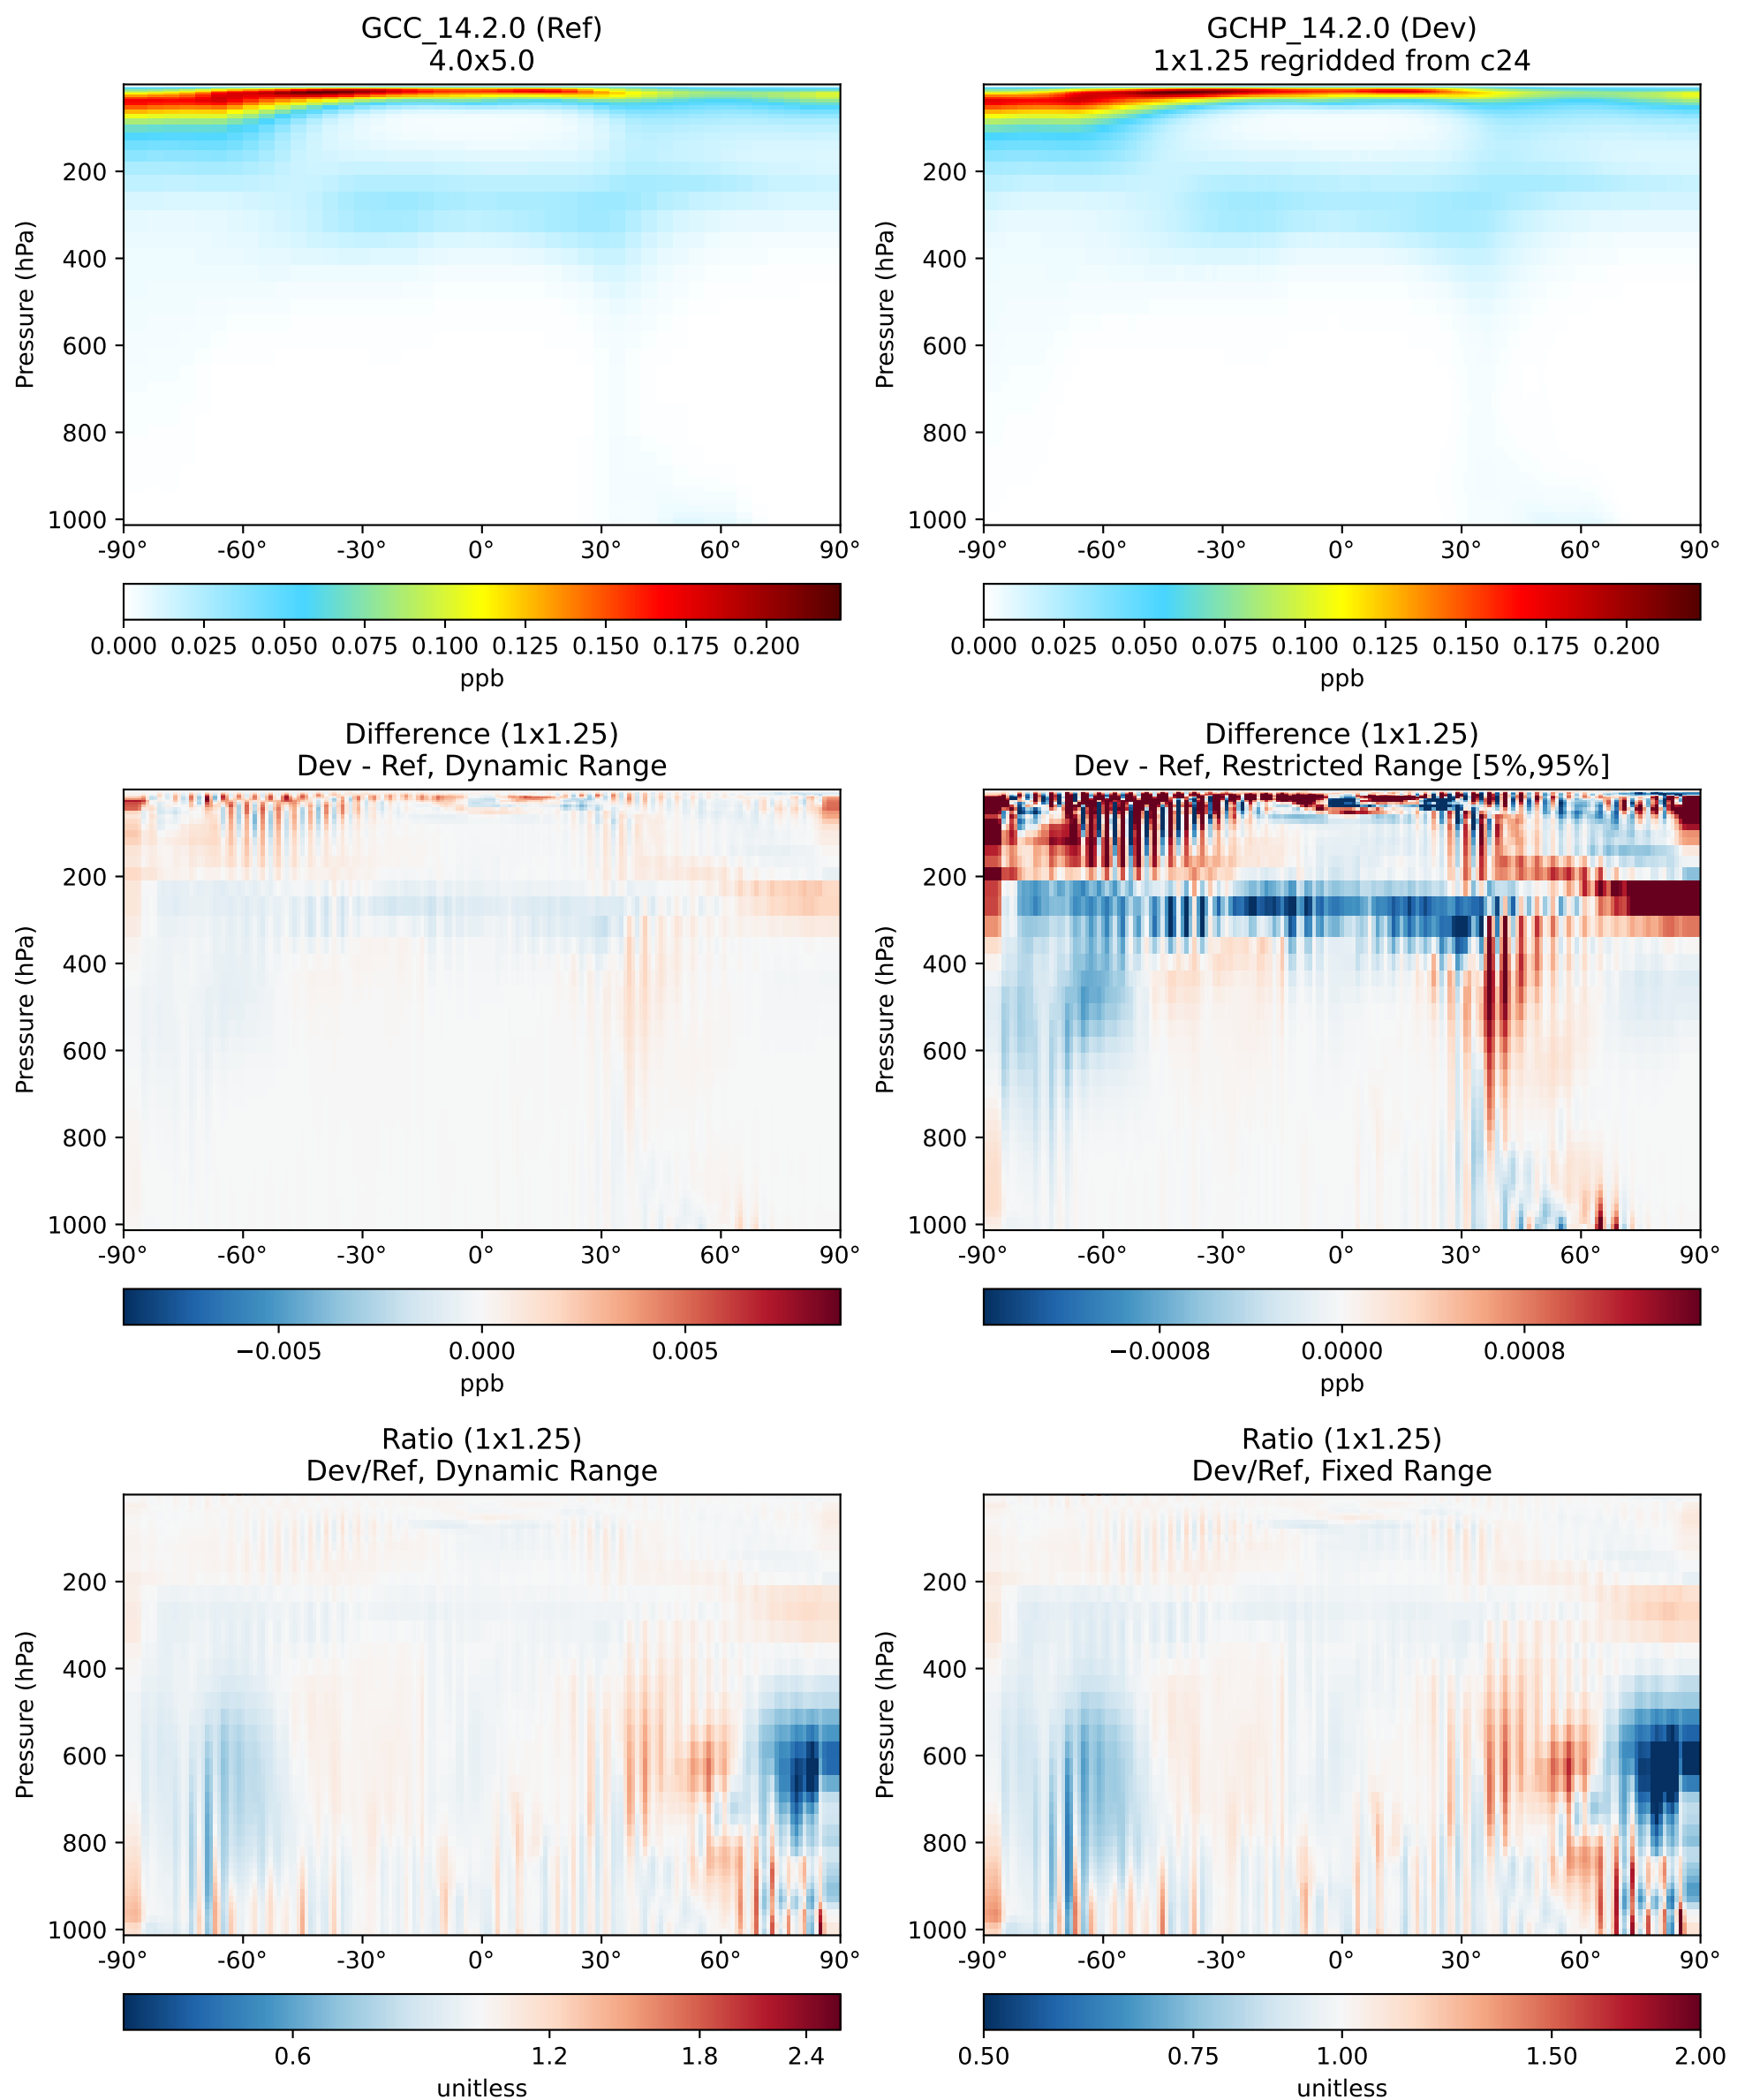 GCC_14.2.0 (Ref)
4.0x5.0
GCHP_14.2.0 (Dev)
1x1.25 regridded from c24
Pressure (hPa)
200
400
600
800
1000
-90° -60° -30° 0° 30° 60° 90°
0.000 0.025 0.050 0.075 0.100 0.125 0.150 0.175 0.200
ppb
Pressure (hPa)
200
400
600
800
1000
-90° -60° -30° 0° 30° 60° 90°
0.000 0.025 0.050 0.075 0.100 0.125 0.150 0.175 0.200
ppb
Difference (1x1.25)
Dev - Ref, Dynamic Range
Pressure (hPa)
200
400
600
800
1000
-90° -60° -30° 0° 30° 60° 90°
−0.005 0.000 0.005
ppb
Difference (1x1.25)
Dev - Ref, Restricted Range [5%,95%]
Pressure (hPa)
200
400
600
800
1000
-90° -60° -30° 0° 30° 60° 90°
−0.0008 0.0000 0.0008
ppb
Ratio (1x1.25)
Dev/Ref, Dynamic Range
Pressure (hPa)
200
400
600
800
1000
-90° -60° -30° 0° 30° 60° 90°
0.6 1.2 1.8 2.4
unitless
Ratio (1x1.25)
Dev/Ref, Fixed Range
Pressure (hPa)
200
400
600
800
1000
-90° -60° -30° 0° 30° 60° 90°
0.50 0.75 1.00 1.50 2.00
unitless